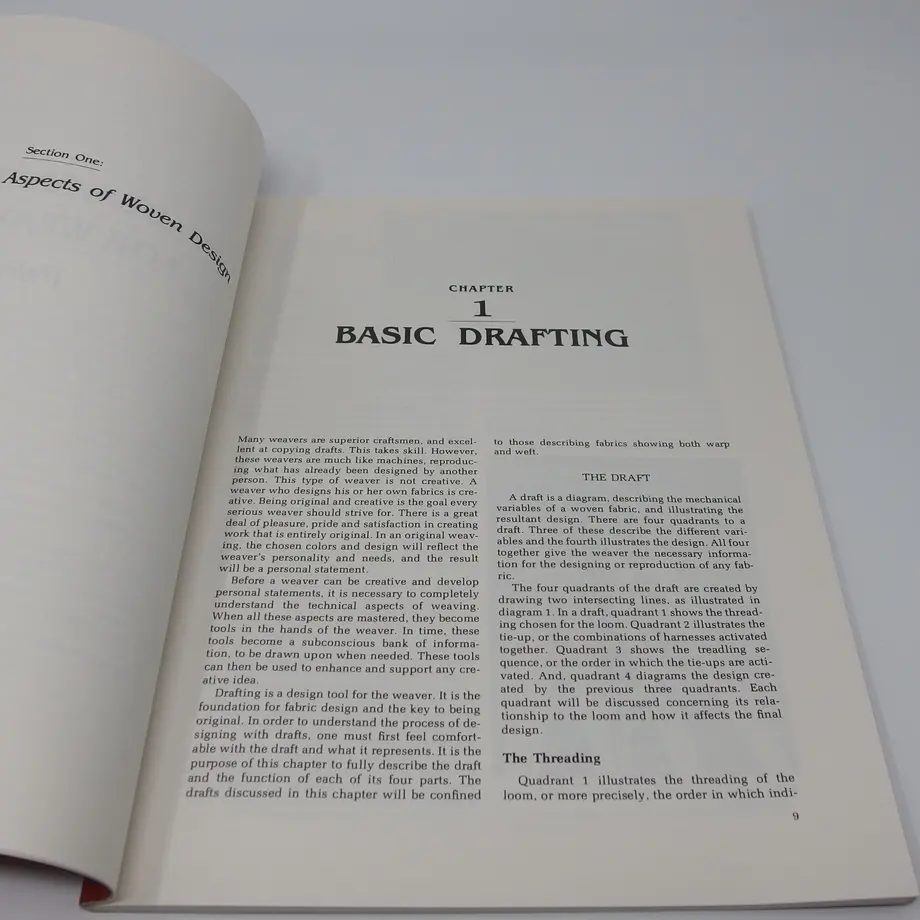 Section One:
Aspects of Woven Design
CHAPTER
1
BASIC DRAFTING
Many weavers are superior craftsmen, and excel-
lent at copying drafts. This takes skill. However,
these weavers are much like machines, reproduc-
ing what has already been designed by another
person. This type of weaver is not creative. A
weaver who designs his or her own fabrics is cre-
ative. Being original and creative is the goal every
serious weaver should strive for. There is a great
deal of pleasure, pride and satisfaction in creating
work that is entirely original. In an original weav-
ing, the chosen colors and design will reflect the
weaver's personality and needs, and the result
will be a personal statement.
Before a weaver can be creative and develop
personal statements, it is necessary to completely
understand the technical aspects of weaving.
When all these aspects are mastered, they become
tools in the hands of the weaver. In time, these
tools become a subconscious bank of informa-
tion, to be drawn upon when needed. These tools
can then be used to enhance and support any cre-
ative idea.
Drafting is a design tool for the weaver. It is the
foundation for fabric design and the key to being
original. In order to understand the process of de-
signing with drafts, one must first feel comfort-
able with the draft and what it represents. It is the
purpose of this chapter to fully describe the draft
and the function of each of its four parts. The
drafts discussed in this chapter will be confined
to those describing fabrics showing both warp
and weft.
THE DRAFT
A draft is a diagram, describing the mechanical
variables of a woven fabric, and illustrating the
resultant design. There are four quadrants to a
draft. Three of these describe the different vari-
ables and the fourth illustrates the design. All four
together give the weaver the necessary informa-
tion for the designing or reproduction of any fab-
ric.
The four quadrants of the draft are created by
drawing two intersecting lines, as illustrated in
diagram 1. In a draft, quadrant 1 shows the thread-
ing chosen for the loom. Quadrant 2 illustrates the
tie-up, or the combinations of harnesses activated
together. Quadrant 3 shows the treadling se-
quence, or the order in which the tie-ups are acti-
vated. And, quadrant 4 diagrams the design cre-
ated by the previous three quadrants. Each
quadrant will be discussed concerning its rela-
tionship to the loom and how it affects the final
design.
The Threading
Quadrant 1 illustrates the threading of the
loom, or more precisely, the order in which indi-
9